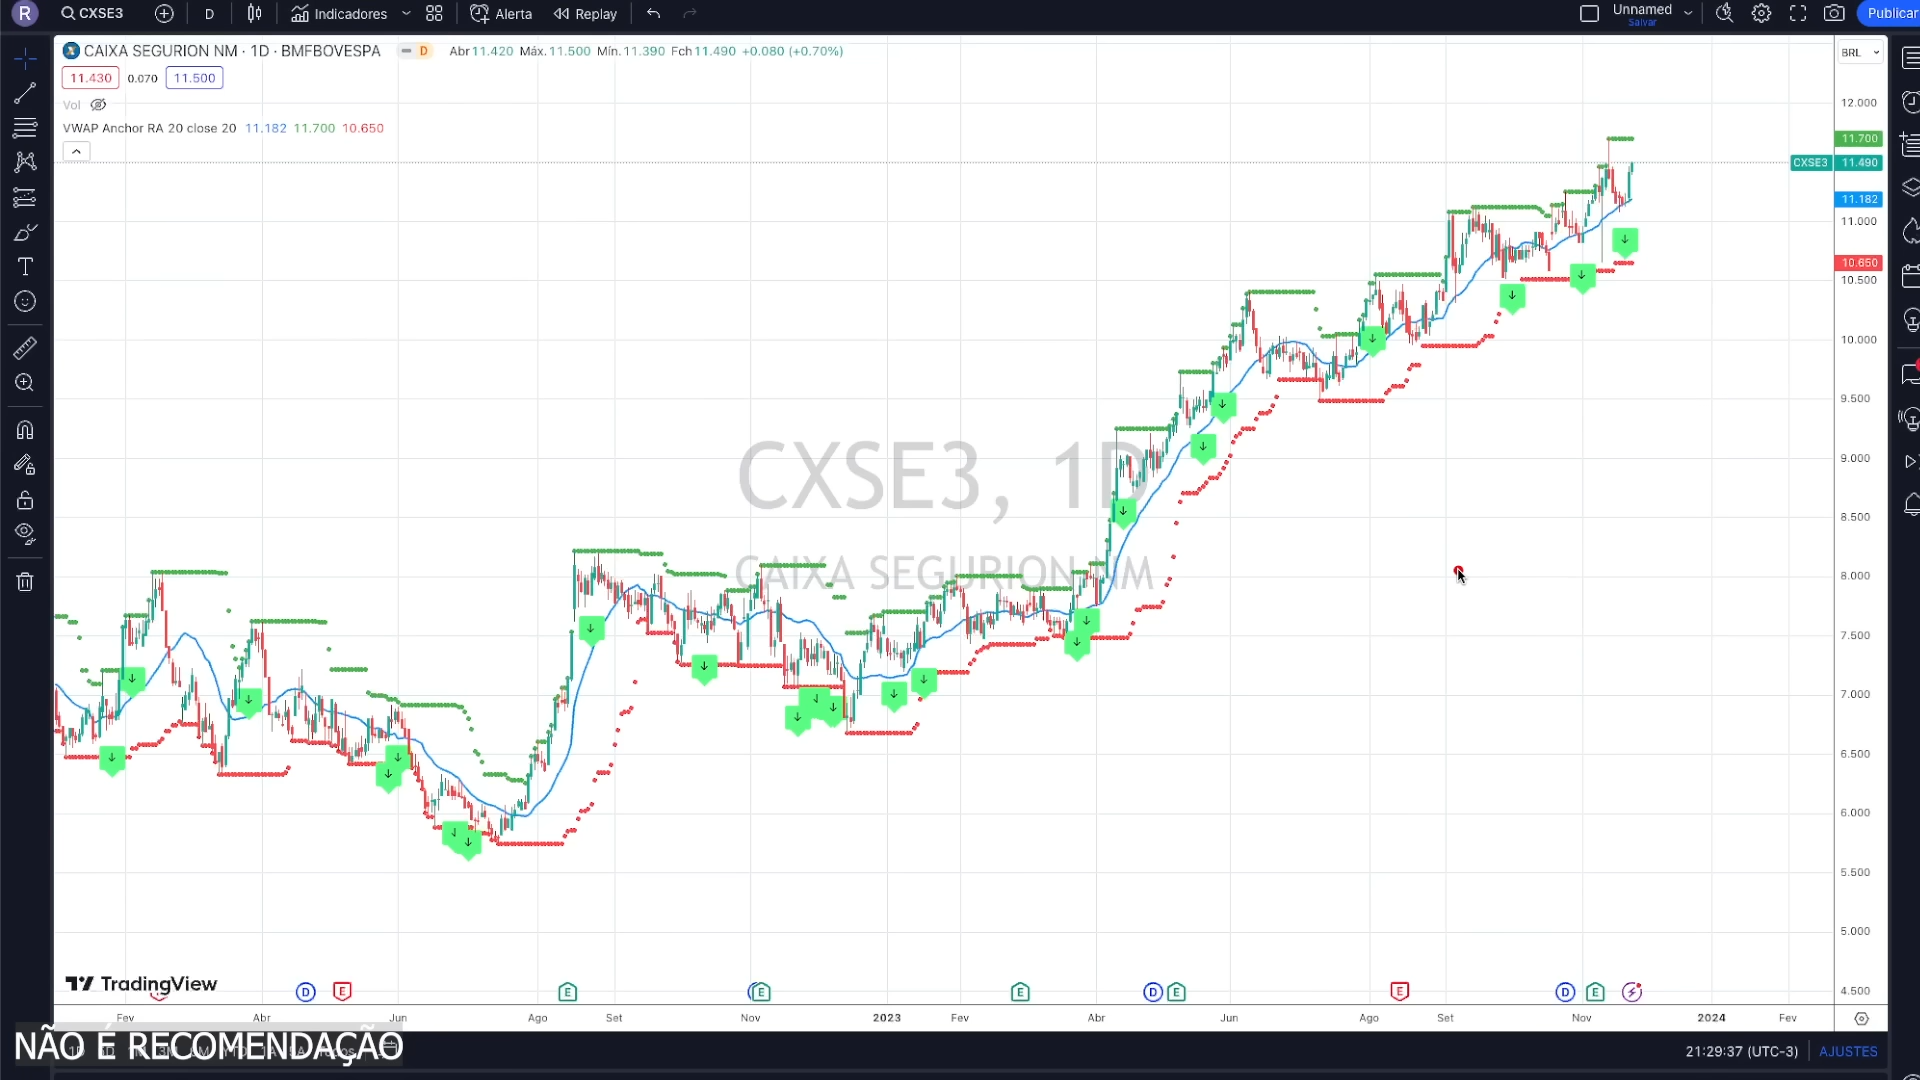 R CXSE3 D Indicadores Alerta Replay Unnamed Salvar Publicar
CAIXA SEGURION NM · 1D · BMFBOVESPA D Abr11.420 Máx.11.500 Mín.11.390 Fch11.490 +0.080 (+0.70%)
BRL
11.430 0.070 11.500
Vol
VWAP Anchor RA 20 close 20 11.182 11.700 10.650
12.000
11.700
CXSE3 11.490
11.182
11.000
10.650
10.500
10.000
9.500
9.000
8.500
8.000
7.500
7.000
6.500
6.000
5.500
5.000
4.500
CXSE3, 1D
CAIXA SEGURION NM
TradingView
D E E E E D E E D E
Fev Abr Jun Ago Set Nov 2023 Fev Abr Jun Ago Set Nov 2024 Fev
NÃO É RECOMENDAÇÃO
21:29:37 (UTC-3) AJUSTES